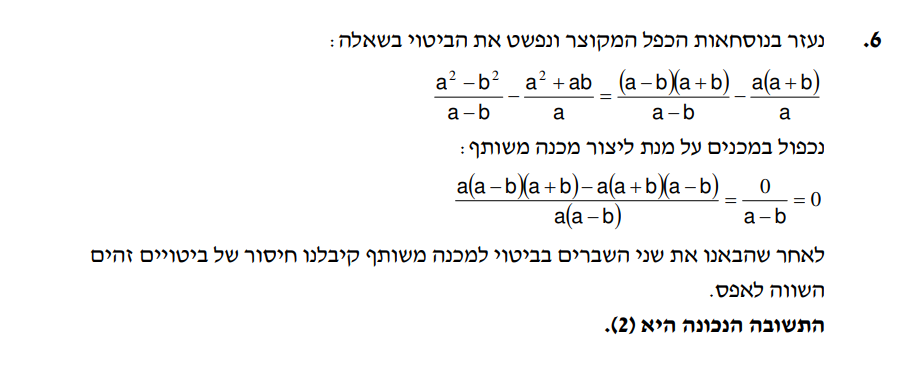 6. נעזר בנוסחאות הכפל המקוצר ונפשט את הביטוי בשאלה:
\frac{a^2-b^2}{a-b} - \frac{a^2+ab}{a} = \frac{(a-b)(a+b)}{a-b} - \frac{a(a+b)}{a}
נכפול במכנים על מנת ליצור מכנה משותף:
\frac{a(a-b)(a+b)-a(a+b)(a-b)}{a(a-b)} = \frac{0}{a-b} = 0
לאחר שהבאנו את שני השברים בביטוי למכנה משותף קיבלנו חיסור של ביטויים זהים
השווה לאפס.
התשובה הנכונה היא (2).